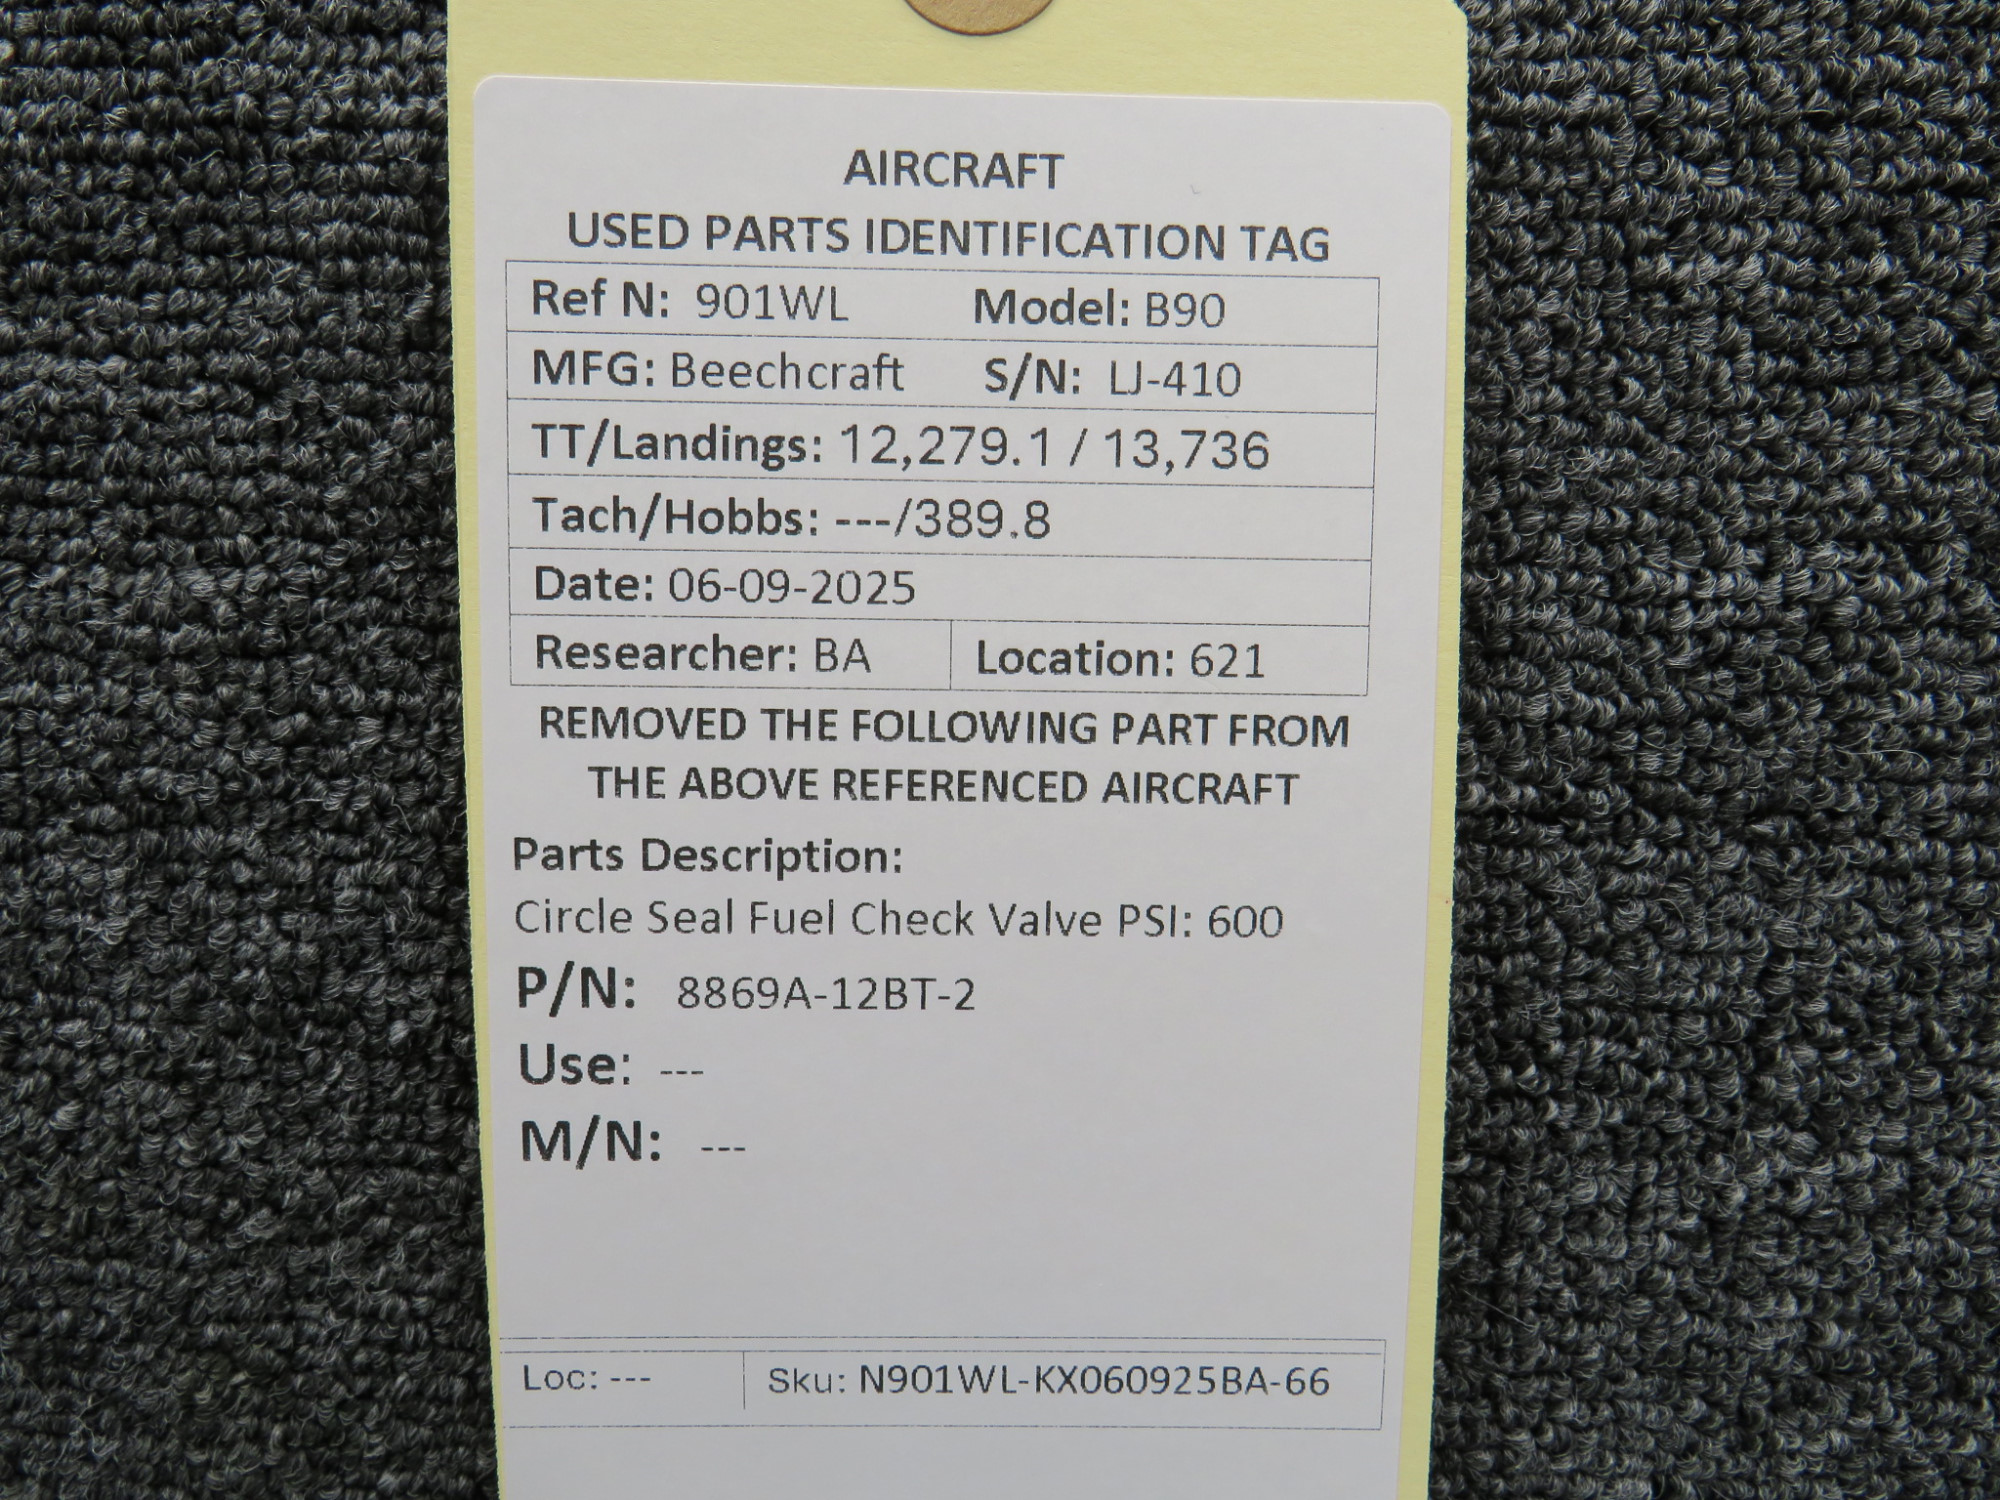 AIRCRAFT
USED PARTS IDENTIFICATION TAG
Ref N: 901WL Model: B90
MFG: Beechcraft S/N: LJ-410
TT/Landings: 12,279.1 / 13,736
Tach/Hobbs: ---/389.8
Date: 06-09-2025
Researcher: BA Location: 621
REMOVED THE FOLLOWING PART FROM
THE ABOVE REFERENCED AIRCRAFT
Parts Description:
Circle Seal Fuel Check Valve PSI: 600
P/N: 8869A-12BT-2
Use: ---
M/N: ---
Loc: --- Sku: N901WL-KX060925BA-66